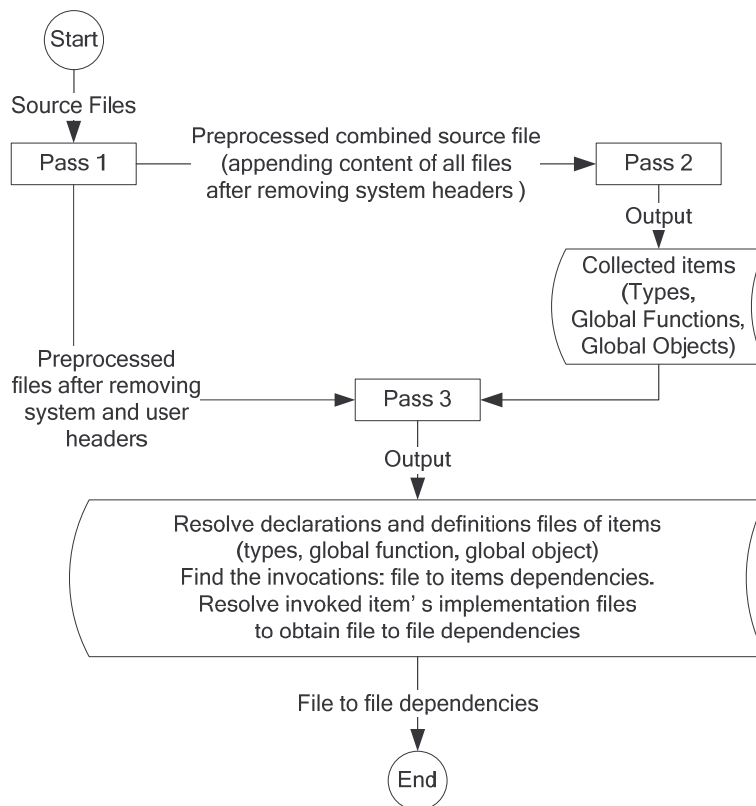 Start
Source Files
Pass 1
Preprocessed combined source file
(appending content of all files
after removing system headers )
Pass 2
Output
Collected items
(Types,
Global Functions,
Global Objects)
Preprocessed
files after removing
system and user
headers
Pass 3
Output
Resolve declarations and definitions files of items
(types, global function, global object)
Find the invocations: file to items dependencies.
Resolve invoked item' s implementation files
to obtain file to file dependencies
File to file dependencies
End